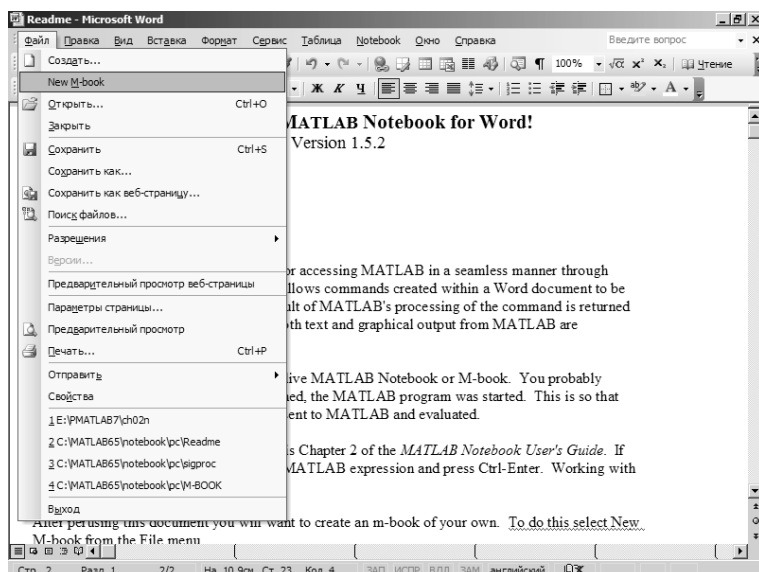 Readme - Microsoft Word
Файл Правка Вид Вставка Формат Сервис Таблица Notebook Окно Справка Введите вопрос
100% √α x² X₂ Чтение
Ж К Ч
Создать...
New M-book
Открыть... Ctrl+O
Закрыть
Сохранить Ctrl+S
Сохранить как...
Сохранить как веб-страницу...
Поиск файлов...
Разрешения
Версии...
Предварительный просмотр веб-страницы
Параметры страницы...
Предварительный просмотр
Печать... Ctrl+P
Отправить
Свойства
1 E:\PMATLAB7\ch02n
2 C:\MATLAB65\notebook\pc\Readme
3 C:\MATLAB65\notebook\pc\sigproc
4 C:\MATLAB65\notebook\pc\M-BOOK
Выход
MATLAB Notebook for Word!
Version 1.5.2
or accessing MATLAB in a seamless manner through
llows commands created within a Word document to be
ult of MATLAB's processing of the command is returned
oth text and graphical output from MATLAB are
ive MATLAB Notebook or M-book. You probably
ned, the MATLAB program was started. This is so that
ent to MATLAB and evaluated.
is Chapter 2 of the MATLAB Notebook User's Guide. If
MATLAB expression and press Ctrl-Enter. Working with
After perusing this document you will want to create an m-book of your own. To do this select New
M-book from the File menu
Стр. 2 Разд 1 2/2 На 10,9см Ст 23 Кол 4 ЗАП ИСПР ВДЛ ЗАМ английский